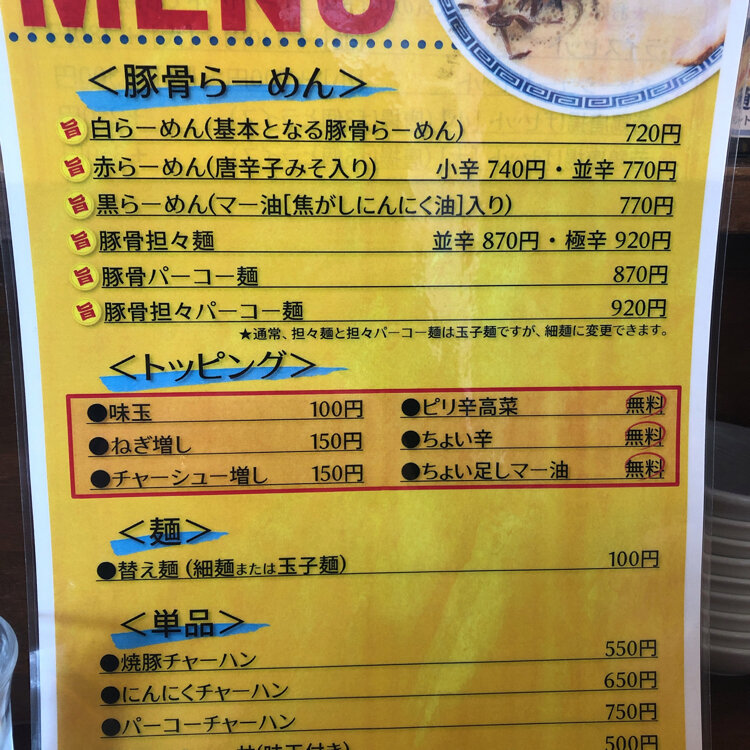 MENU
＜豚骨らーめん＞
旨 白らーめん(基本となる豚骨らーめん) 720円
旨 赤らーめん(唐辛子みそ入り) 小辛 740円・並辛 770円
旨 黒らーめん(マー油[焦がしにんにく油]入り) 770円
旨 豚骨担々麺 並辛 870円・極辛 920円
旨 豚骨パーコー麺 870円
旨 豚骨担々パーコー麺 920円
★通常、担々麺と担々パーコー麺は玉子麺ですが、細麺に変更できます。
＜トッピング＞
●味玉 100円 ●ピリ辛高菜 無料
●ねぎ増し 150円 ●ちょい辛 無料
●チャーシュー増し 150円 ●ちょい足しマー油 無料
＜麺＞
●替え麺 (細麺または玉子麺) 100円
＜単品＞
●焼豚チャーハン 550円
●にんにくチャーハン 650円
●パーコーチャーハン 750円
丼(味玉付き) 500円